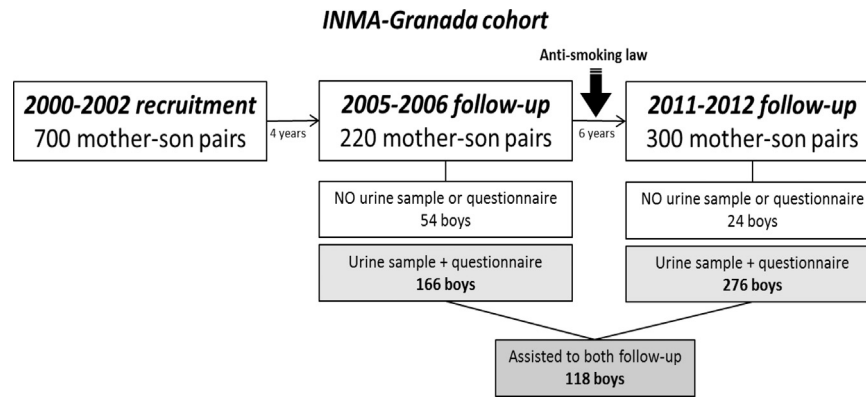 INMA-Granada cohort
Anti-smoking law
2000-2002 recruitment
700 mother-son pairs
4 years
2005-2006 follow-up
220 mother-son pairs
6 years
2011-2012 follow-up
300 mother-son pairs
NO urine sample or questionnaire
54 boys
NO urine sample or questionnaire
24 boys
Urine sample + questionnaire
166 boys
Urine sample + questionnaire
276 boys
Assisted to both follow-up
118 boys